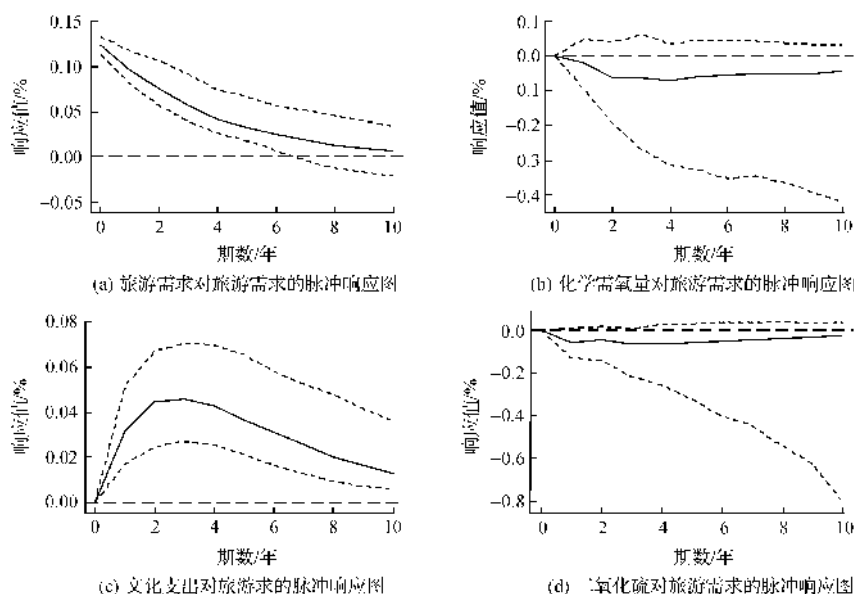 0.15
0.10
0.05
0.00
−0.05
响应值/%
0 2 4 6 8 10
期数/年
(a) 旅游需求对旅游需求的脉冲响应图
0.1
0.0
0.1
−0.2
0.3
−0.4
响应值/%
0 2 4 6 8 10
期数/年
(b) 化学需氧量对旅游需求的脉冲响应图
0.08
0.06
0.04
0.02
0.00
响应值/%
0 2 4 6 8 10
期数/年
(c) 文化支出对旅游求的脉冲响应图
0.0
−0.2
−0.4
−0.6
−0.8
响应值/%
0 2 4 6 8 10
期数/年
(d) 二氧化硫对旅游需求的脉冲响应图